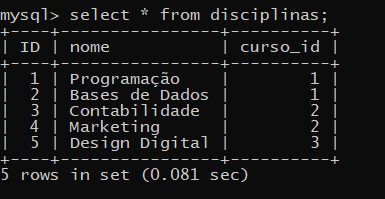 mysql> select * from disciplinas;
+----+-----------------+----------+
| ID | nome            | curso_id |
+----+-----------------+----------+
|  1 | Programação     |        1 |
|  2 | Bases de Dados  |        1 |
|  3 | Contabilidade   |        2 |
|  4 | Marketing       |        2 |
|  5 | Design Digital  |        3 |
+----+-----------------+----------+
5 rows in set (0.081 sec)